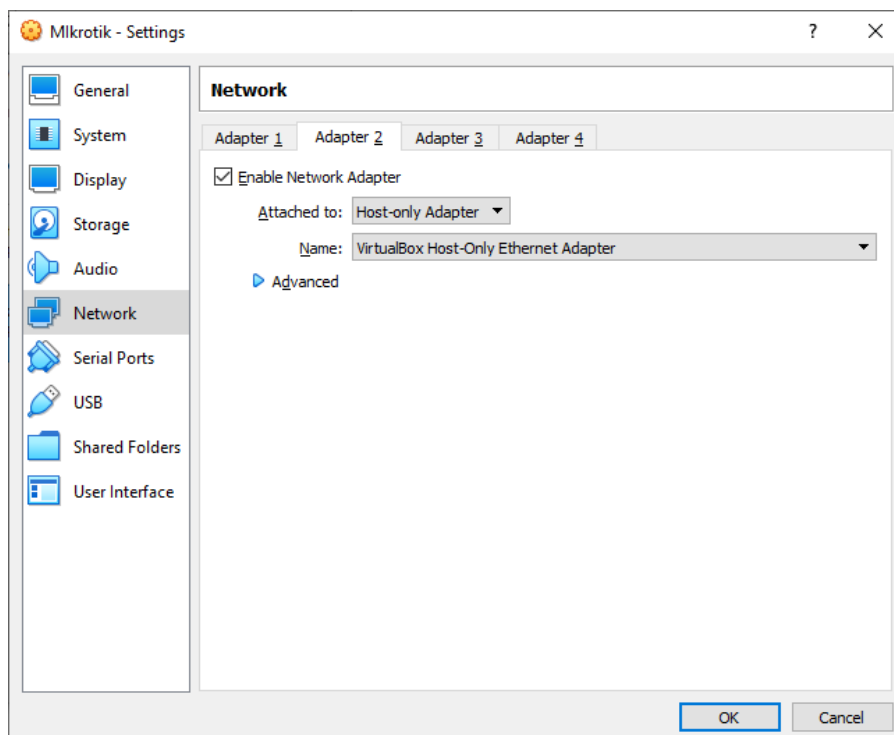 MIkrotik - Settings
?
General
System
Display
Storage
Audio
Network
Serial Ports
USB
Shared Folders
User Interface
Network
Adapter 1 Adapter 2 Adapter 3 Adapter 4
Enable Network Adapter
Attached to: Host-only Adapter
Name: VirtualBox Host-Only Ethernet Adapter
Advanced
OK Cancel